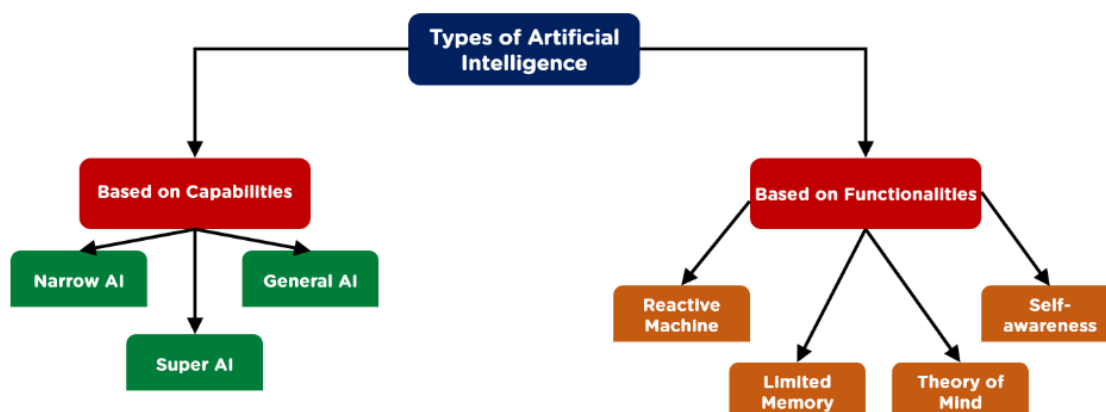 Types of Artificial
Intelligence
Based on Capabilities
Based on Functionalities
Narrow AI
General AI
Super AI
Reactive
Machine
Self-
awareness
Limited
Memory
Theory of
Mind